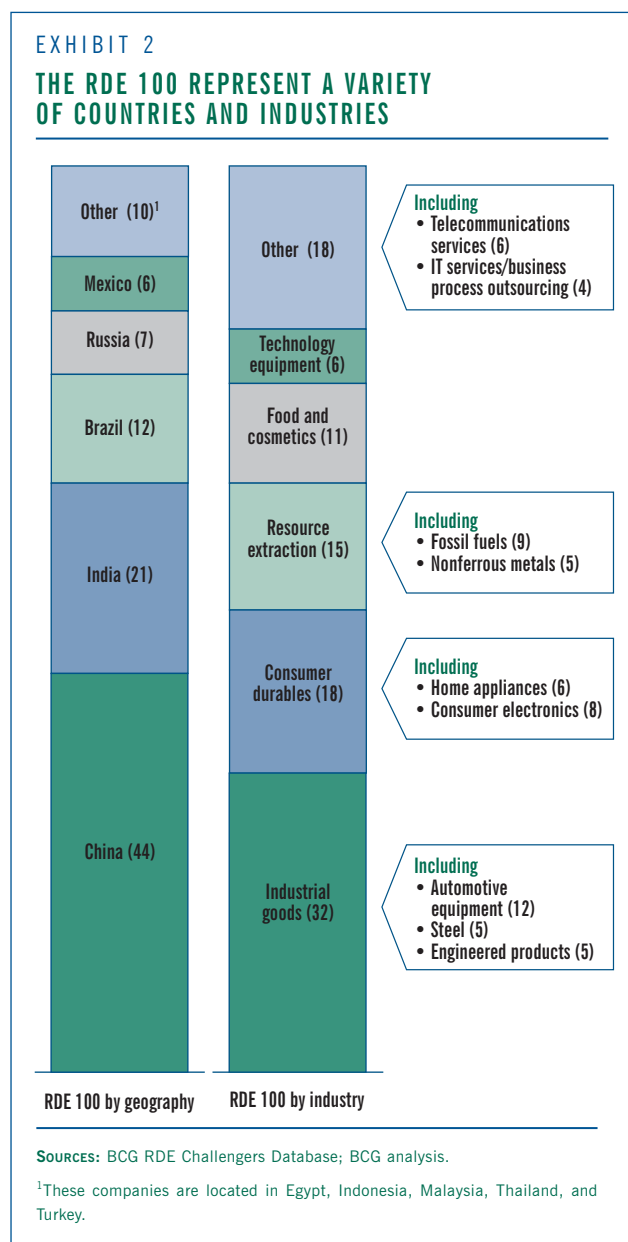 EXHIBIT 2
THE RDE 100 REPRESENT A VARIETY
OF COUNTRIES AND INDUSTRIES
Other (10)¹
Mexico (6)
Russia (7)
Brazil (12)
India (21)
China (44)
RDE 100 by geography
Other (18)
Technology
equipment (6)
Food and
cosmetics (11)
Resource
extraction (15)
Consumer
durables (18)
Industrial
goods (32)
RDE 100 by industry
Including
• Telecommunications
services (6)
• IT services/business
process outsourcing (4)
Including
• Fossil fuels (9)
• Nonferrous metals (5)
Including
• Home appliances (6)
• Consumer electronics (8)
Including
• Automotive
equipment (12)
• Steel (5)
• Engineered products (5)
SOURCES: BCG RDE Challengers Database; BCG analysis.
¹These companies are located in Egypt, Indonesia, Malaysia, Thailand, and
Turkey.